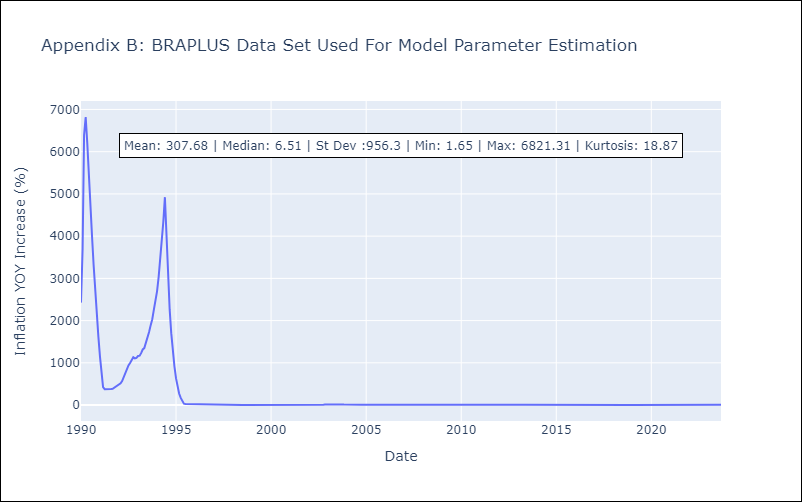 Appendix B: BRAPLUS Data Set Used For Model Parameter Estimation
7000
Mean: 307.68 | Median: 6.51 | St Dev :956.3 | Min: 1.65 | Max: 6821.31 | Kurtosis: 18.87
6000
5000
4000
3000
2000
1000
0
Inflation YOY Increase (%)
1990 1995 2000 2005 2010 2015 2020
Date